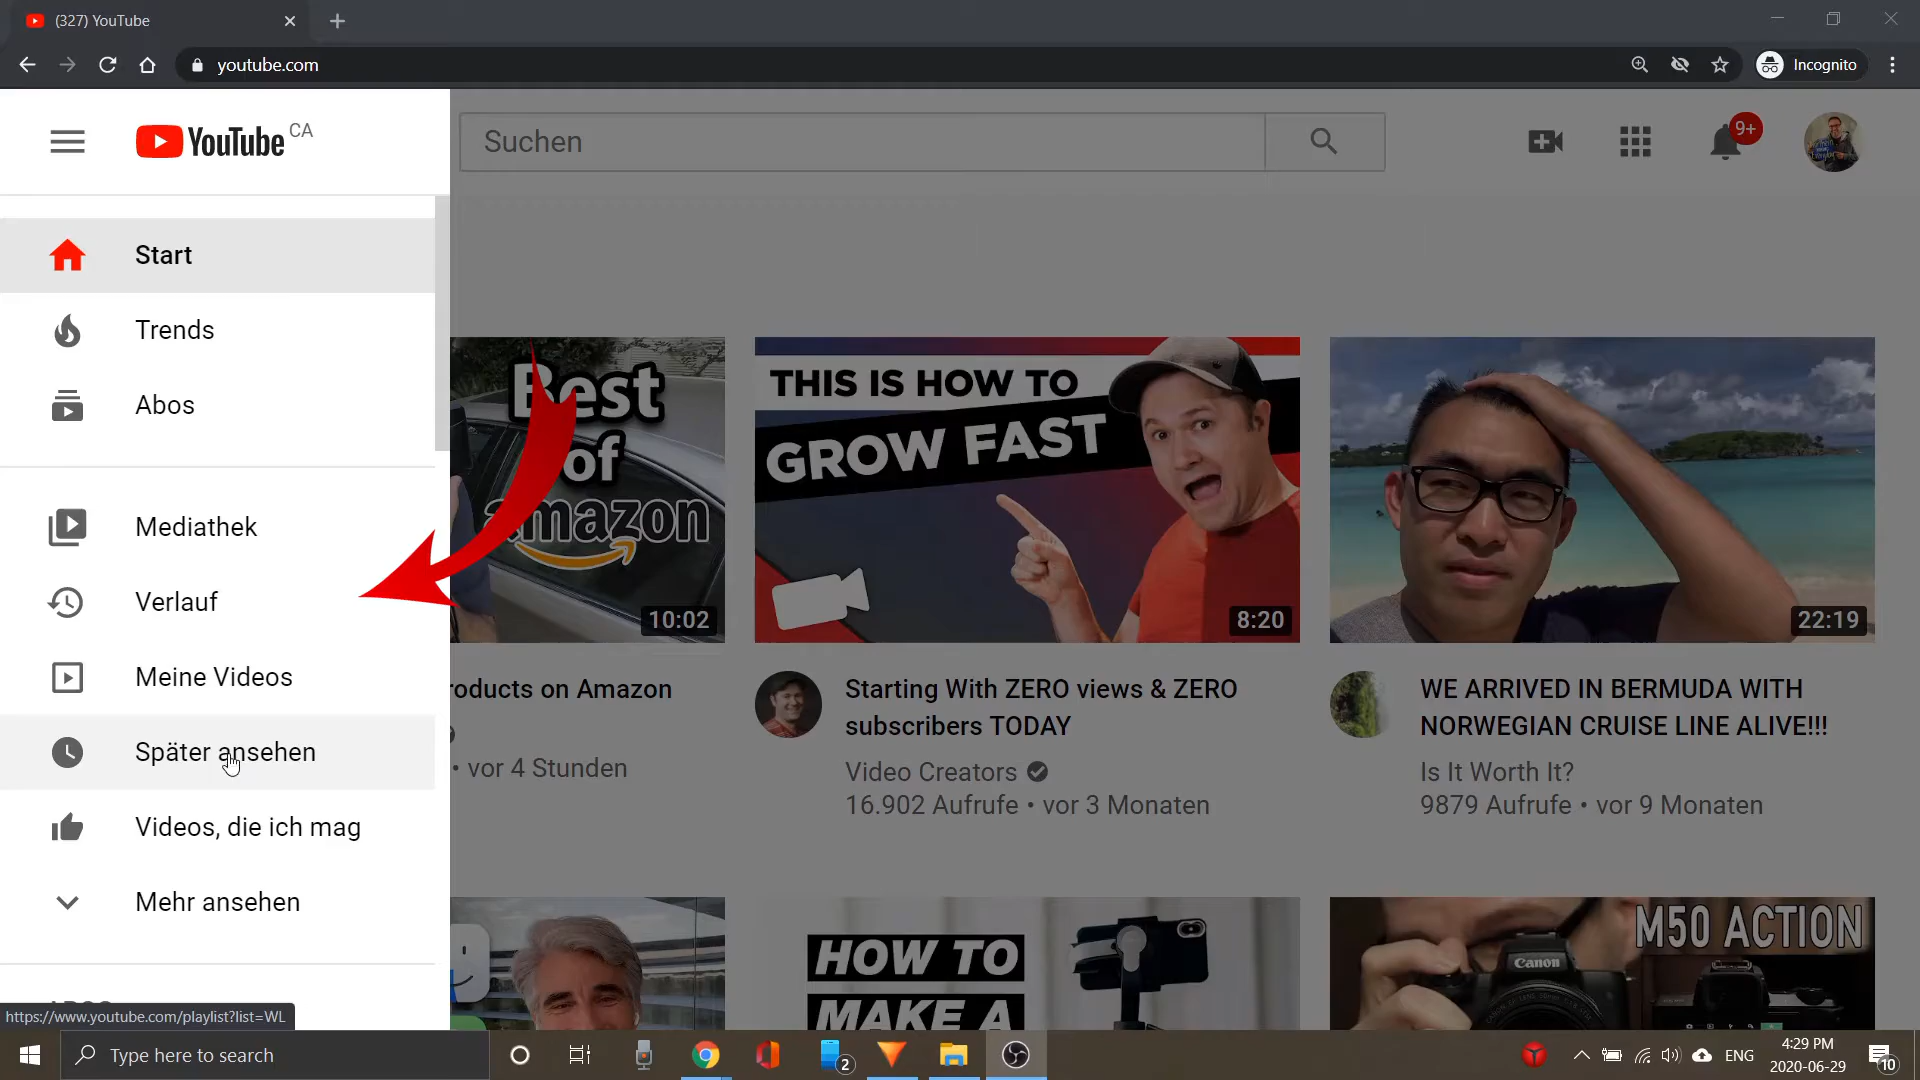 (327) YouTube
youtube.com
Incognito
YouTube CA
Suchen
9+
Start
Trends
Abos
Mediathek
Verlauf
Meine Videos
Später ansehen
Videos, die ich mag
Mehr ansehen
https://www.youtube.com/playlist?list=WL
Best
of
amazon
10:02
roducts on Amazon
• vor 4 Stunden
THIS IS HOW TO
GROW FAST
8:20
Starting With ZERO views & ZERO
subscribers TODAY
Video Creators
16.902 Aufrufe • vor 3 Monaten
22:19
WE ARRIVED IN BERMUDA WITH
NORWEGIAN CRUISE LINE ALIVE!!!
Is It Worth It?
9879 Aufrufe • vor 9 Monaten
HOW TO
MAKE A
M50 ACTION
Canon
Type here to search
2
ENG
4:29 PM
2020-06-29
10